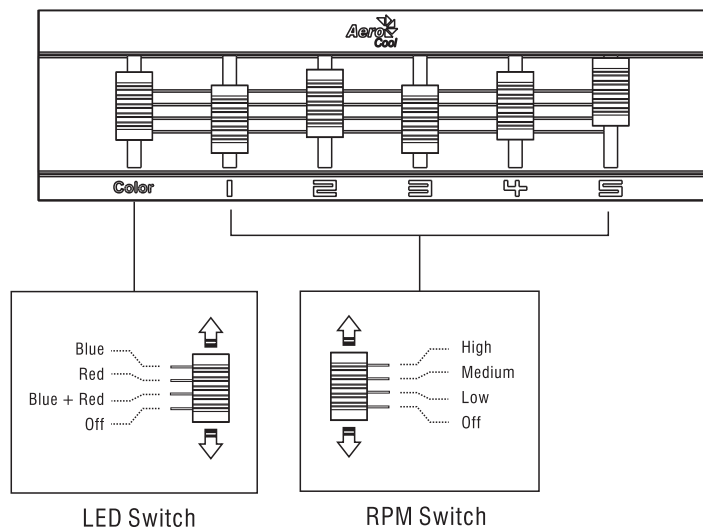 Aero
Cool
Color 1 2 3 4 5
Blue
Red
Blue + Red
Off
High
Medium
Low
Off
LED Switch
RPM Switch